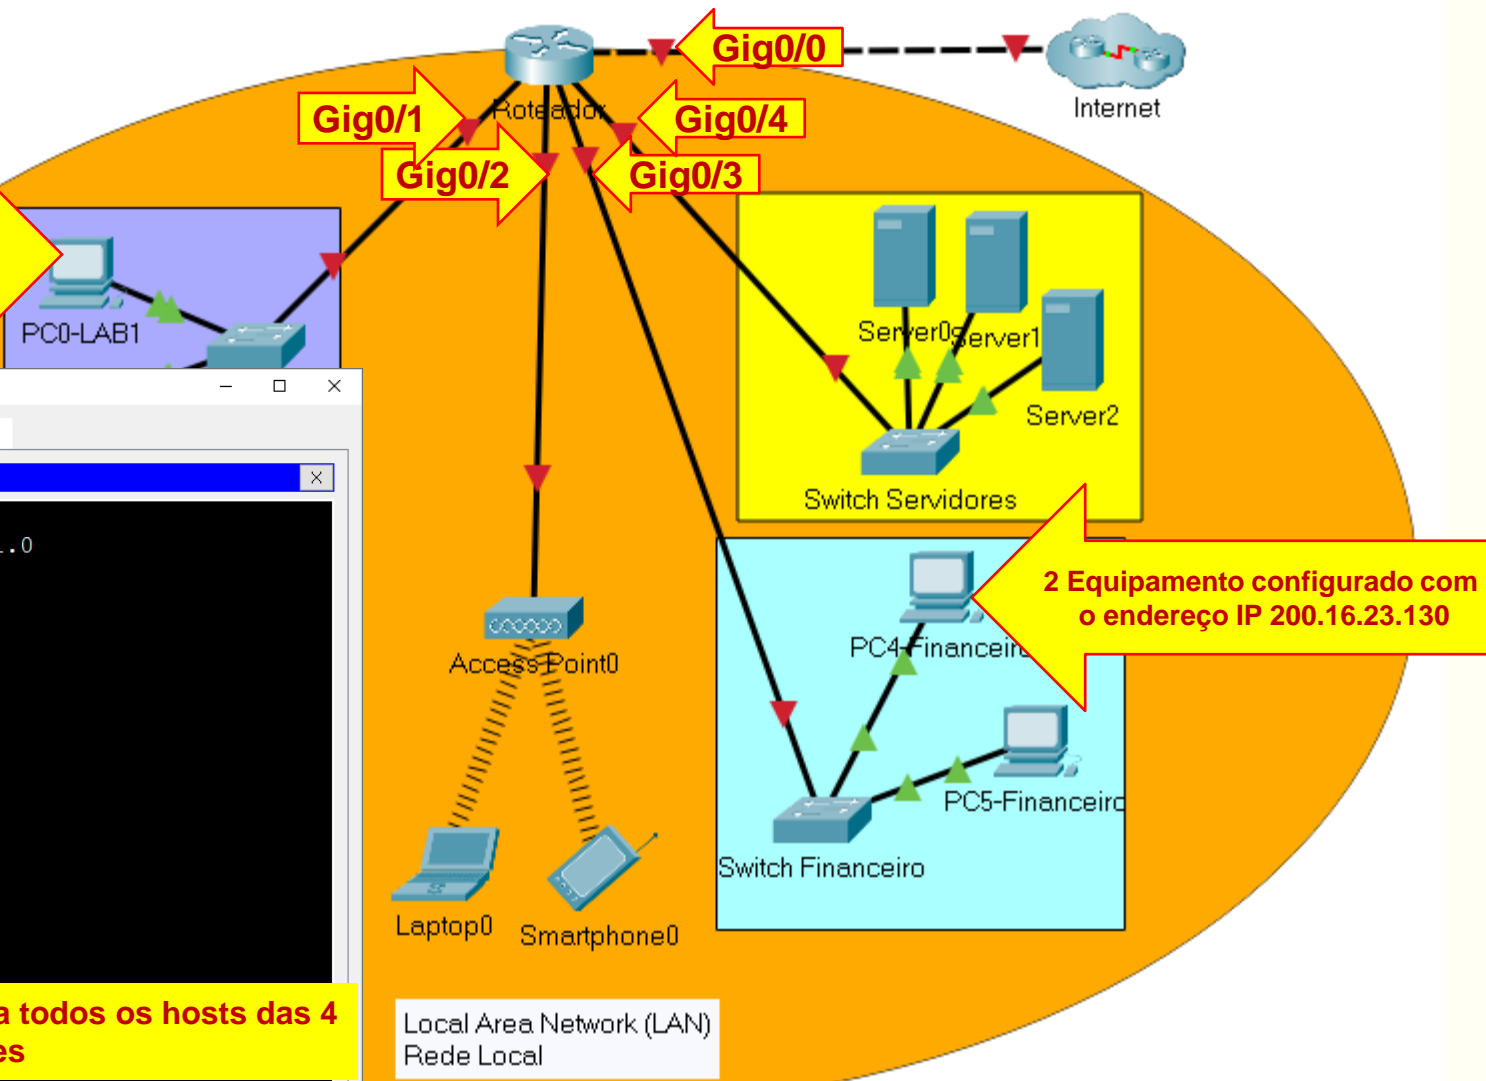 Gig0/0
Internet
Roteador
Gig0/1
Gig0/4
Gig0/2
Gig0/3
PC0-LAB1
Server0
Server1
Server2
Switch Servidores
.0
2 Equipamento configurado com
o endereço IP 200.16.23.130
PC4-Financeiro
Access Point0
PC5-Financeiro
Switch Financeiro
Laptop0
Smartphone0
a todos os hosts das 4
es
Local Area Network (LAN)
Rede Local